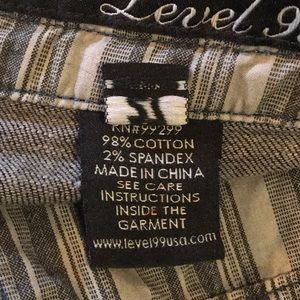 Level 9
RN#99299
98% COTTON
2% SPANDEX
MADE IN CHINA
SEE CARE
INSTRUCTIONS
INSIDE THE
GARMENT
www.level99usa.com